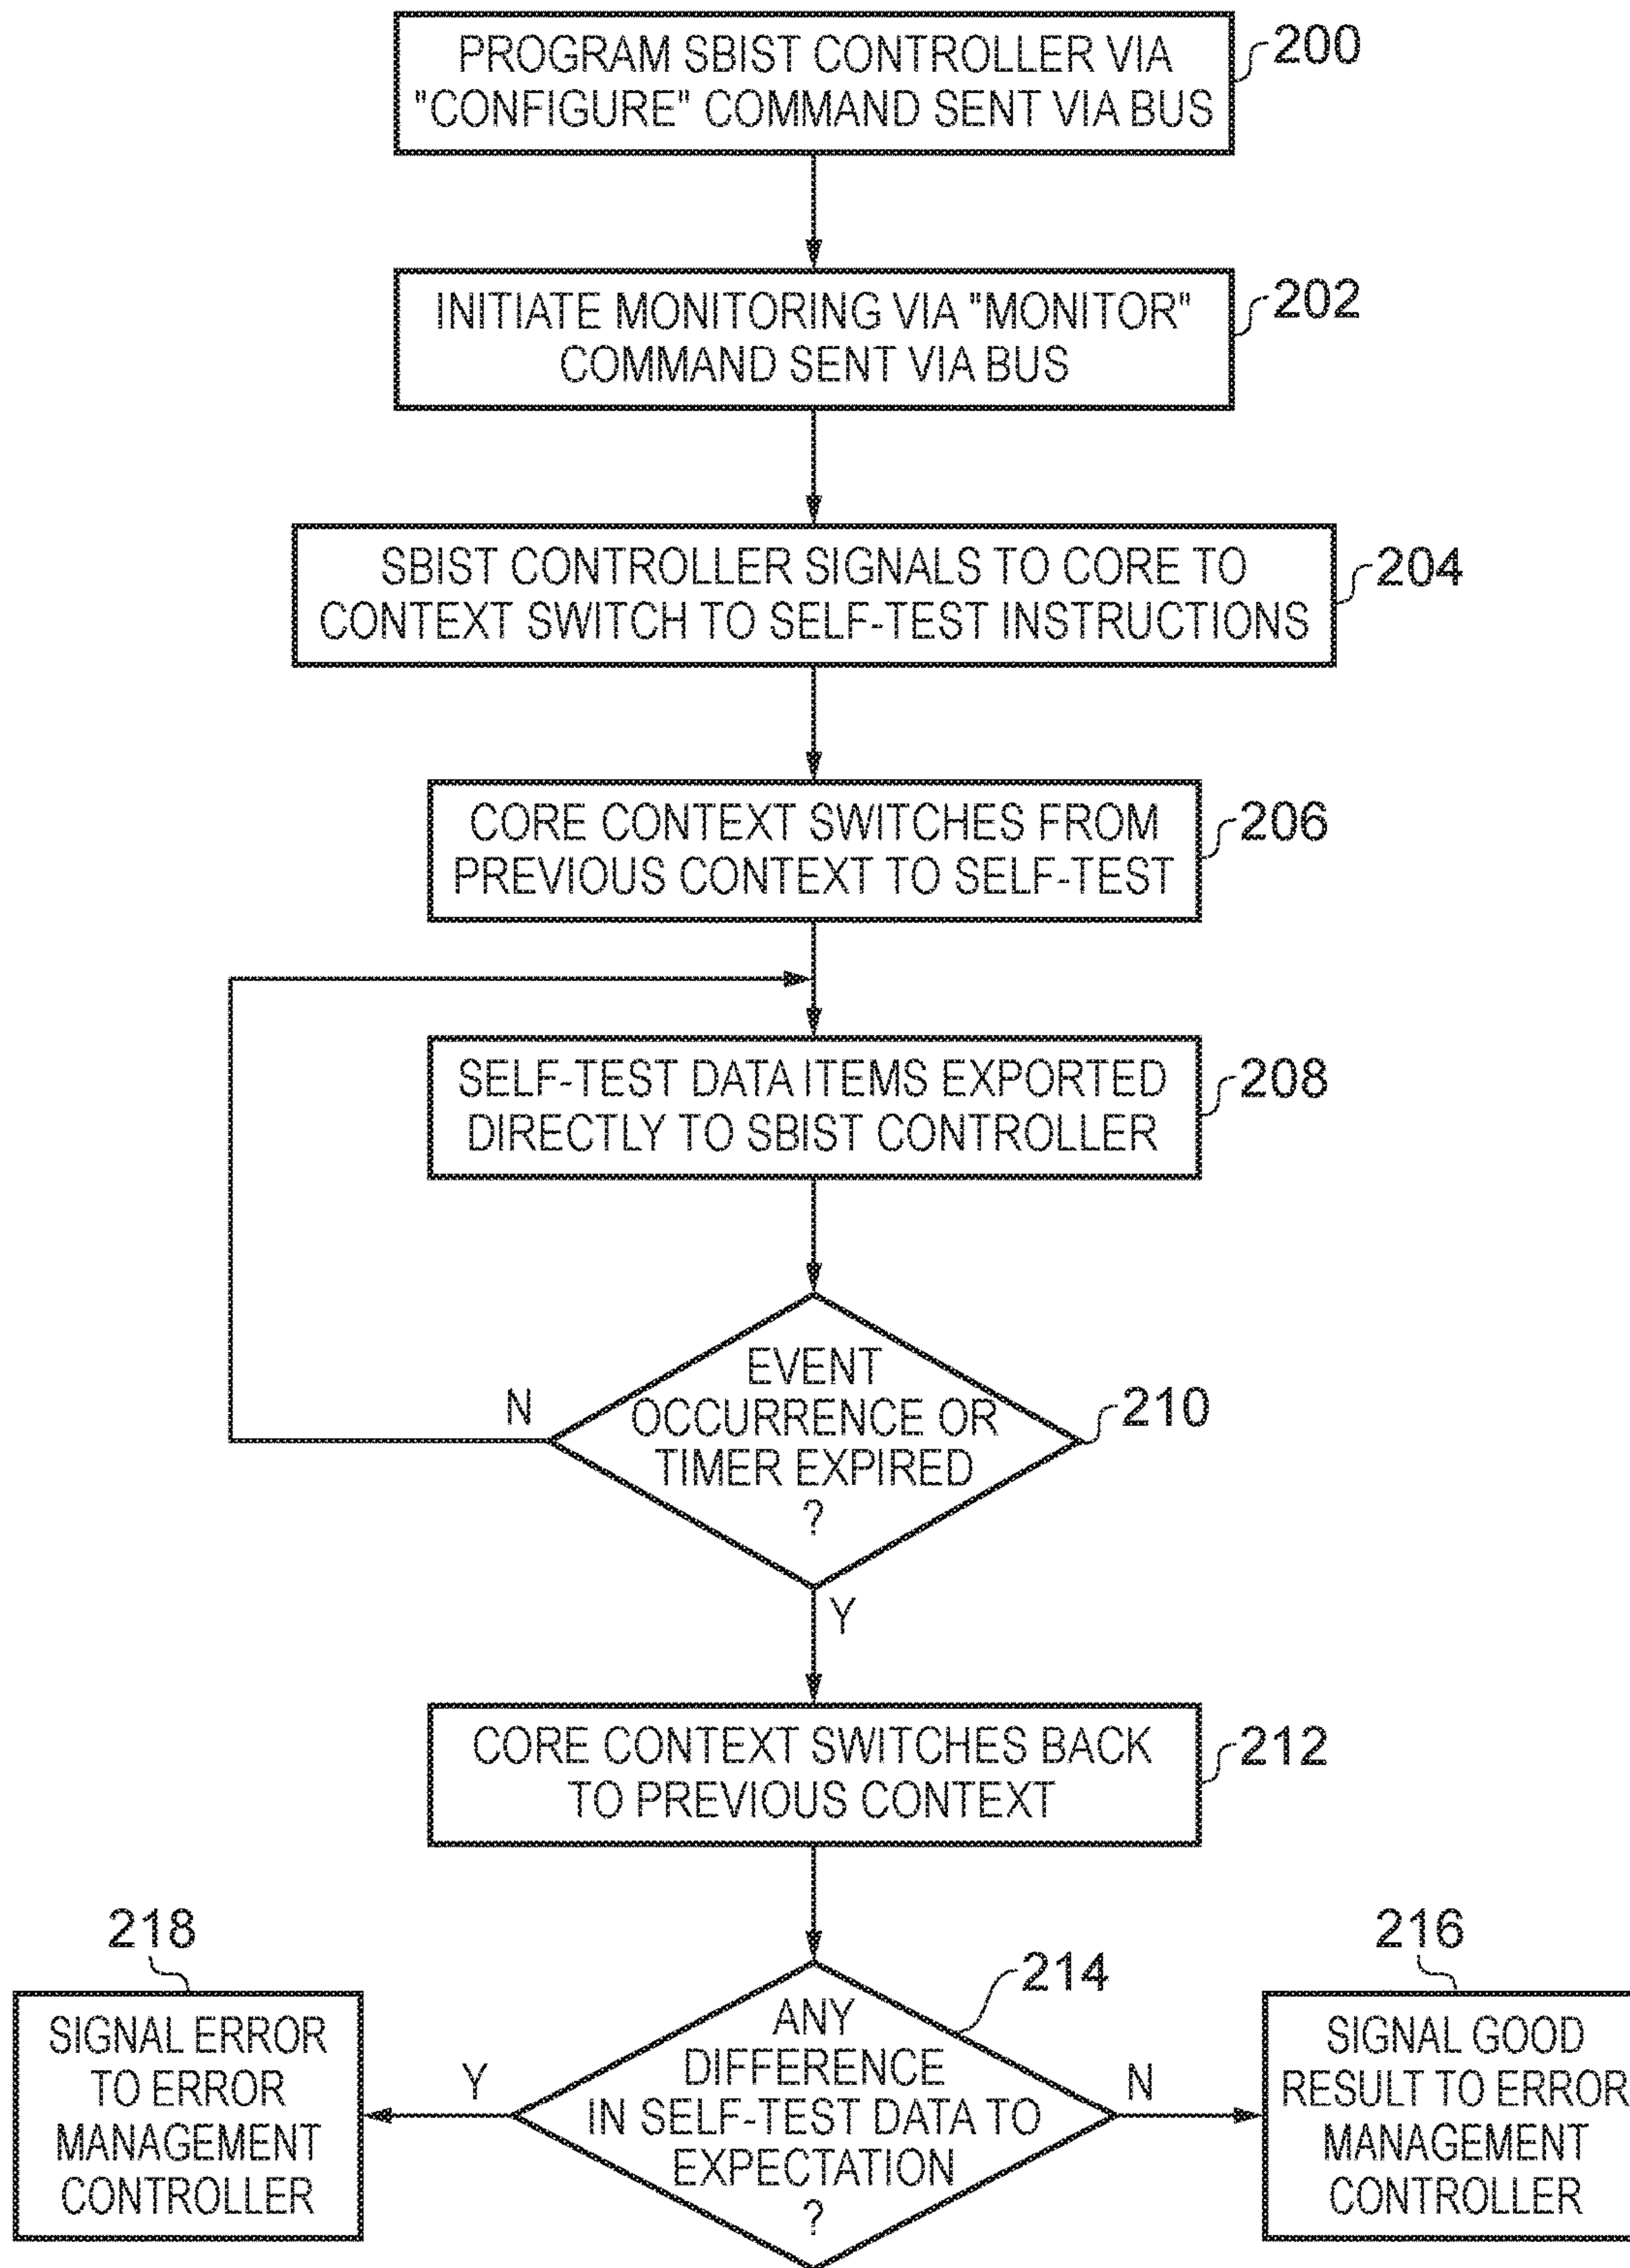 PROGRAM SBIST CONTROLLER VIA
"CONFIGURE" COMMAND SENT VIA BUS
200
INITIATE MONITORING VIA "MONITOR"
COMMAND SENT VIA BUS
202
SBIST CONTROLLER SIGNALS TO CORE TO
CONTEXT SWITCH TO SELF-TEST INSTRUCTIONS
204
CORE CONTEXT SWITCHES FROM
PREVIOUS CONTEXT TO SELF-TEST
206
SELF-TEST DATA ITEMS EXPORTED
DIRECTLY TO SBIST CONTROLLER
208
EVENT
OCCURRENCE OR
TIMER EXPIRED
?
210
N
Y
CORE CONTEXT SWITCHES BACK
TO PREVIOUS CONTEXT
212
218
SIGNAL ERROR
TO ERROR
MANAGEMENT
CONTROLLER
Y
ANY
DIFFERENCE
IN SELF-TEST DATA TO
EXPECTATION
?
214
N
216
SIGNAL GOOD
RESULT TO ERROR
MANAGEMENT
CONTROLLER